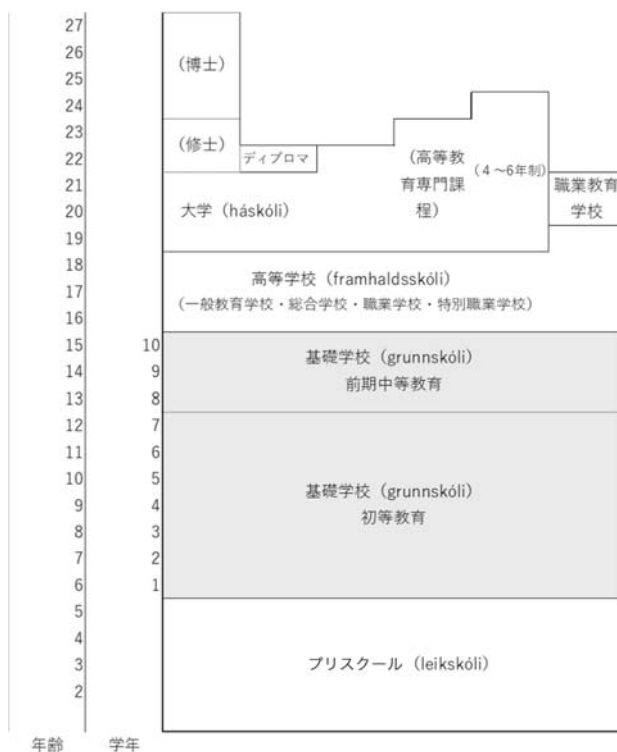 27
26
25
24
23
22
21
20
19
18
17
16
15 10
14 9
13 8
12 7
11 6
10 5
9 4
8 3
7 2
6 1
5
4
3
2
年齢 学年
(博士)
(修士)
ディプロマ
大学(háskóli)
(高等教
育専門課
程)
(4~6年制)
職業教育
学校
高等学校(framhaldsskóli)
(一般教育学校・総合学校・職業学校・特別職業学校)
基礎学校(grunnskóli)
前期中等教育
基礎学校(grunnskóli)
初等教育
プリスクール(leikskóli)